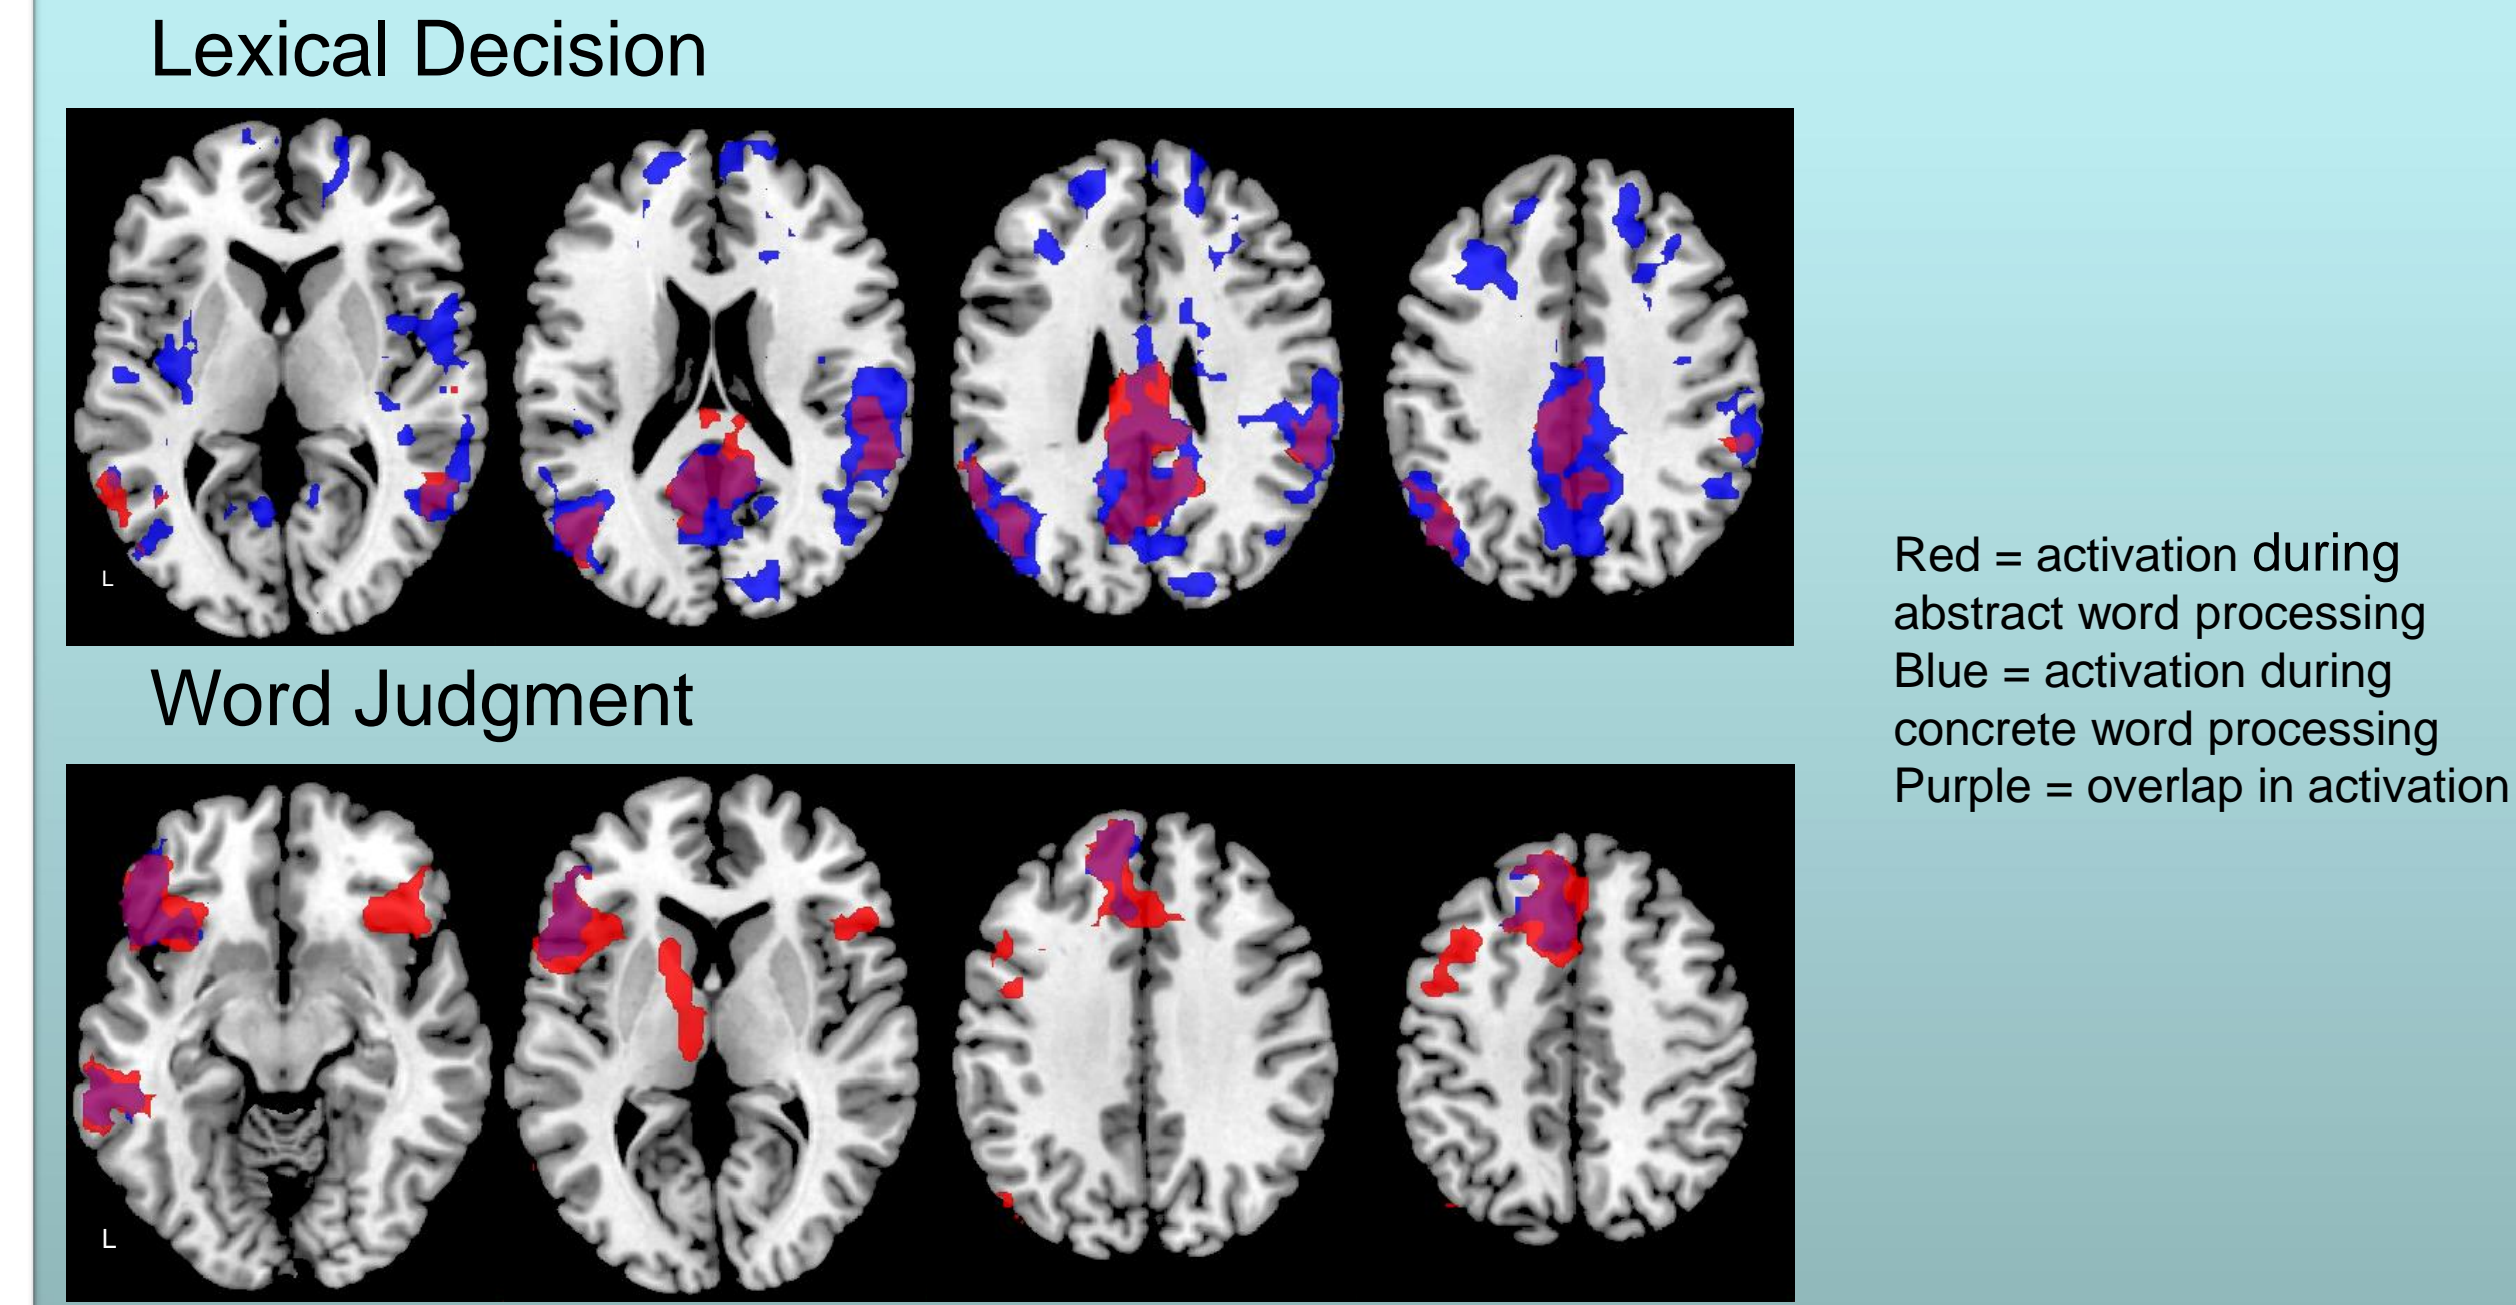 Lexical Decision
L
Word Judgment
L
Red = activation during
abstract word processing
Blue = activation during
concrete word processing
Purple = overlap in activation